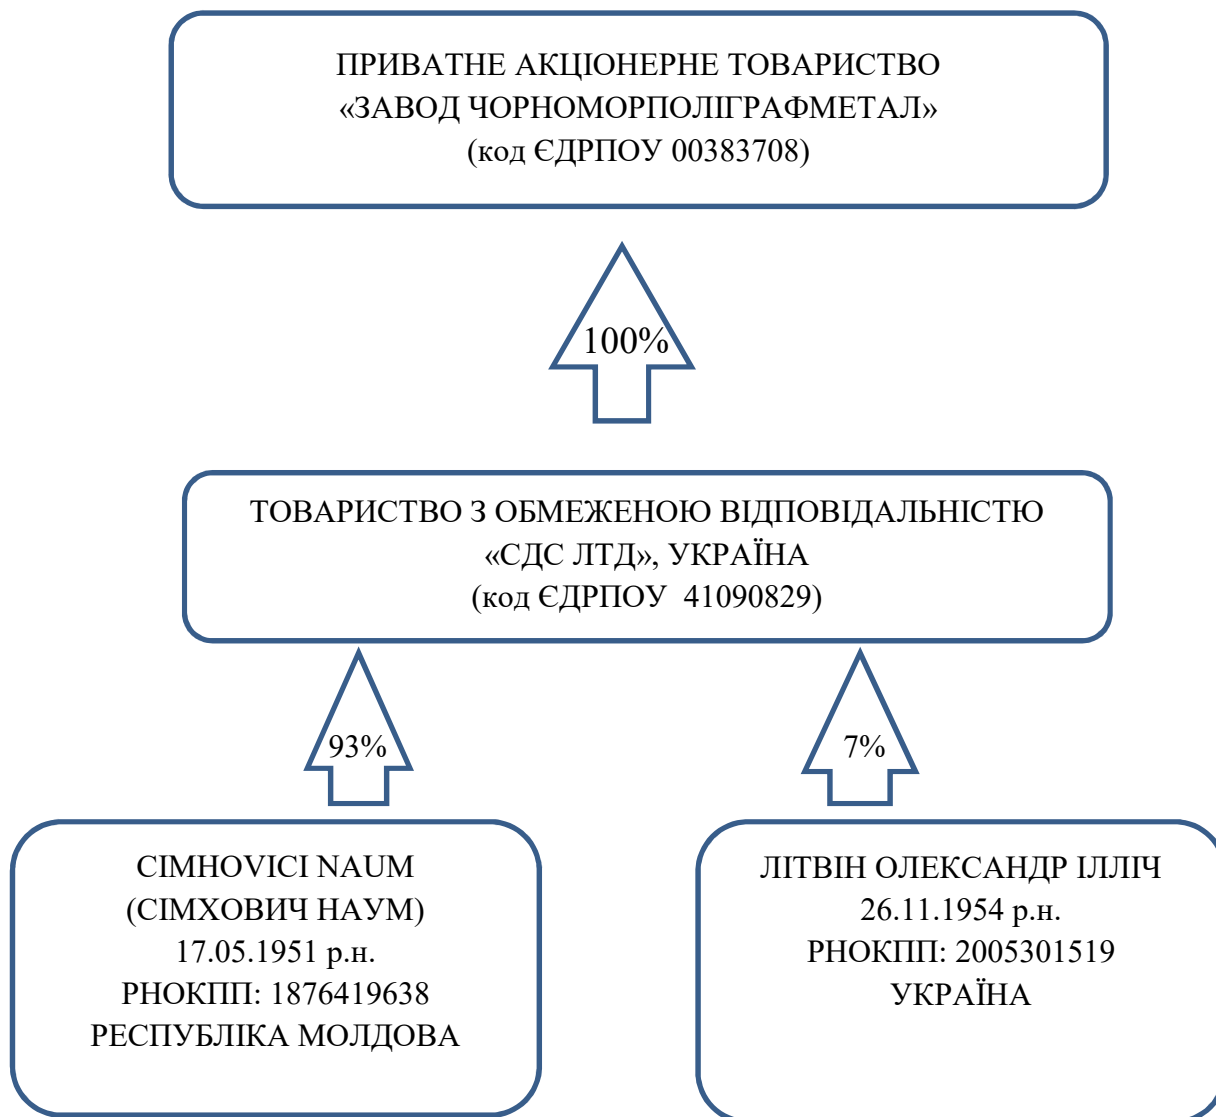 ПРИВАТНЕ АКЦІОНЕРНЕ ТОВАРИСТВО
«ЗАВОД ЧОРНОМОРПОЛІГРАФМЕТАЛ»
(код ЄДРПОУ 00383708)
100%
ТОВАРИСТВО З ОБМЕЖЕНОЮ ВІДПОВІДАЛЬНІСТЮ
«СДС ЛТД», УКРАЇНА
(код ЄДРПОУ 41090829)
93%
7%
CIMHOVICI NAUM
(СІМХОВИЧ НАУМ)
17.05.1951 р.н.
РНОКПП: 1876419638
РЕСПУБЛІКА МОЛДОВА
ЛІТВІН ОЛЕКСАНДР ІЛЛІЧ
26.11.1954 р.н.
РНОКПП: 2005301519
УКРАЇНА